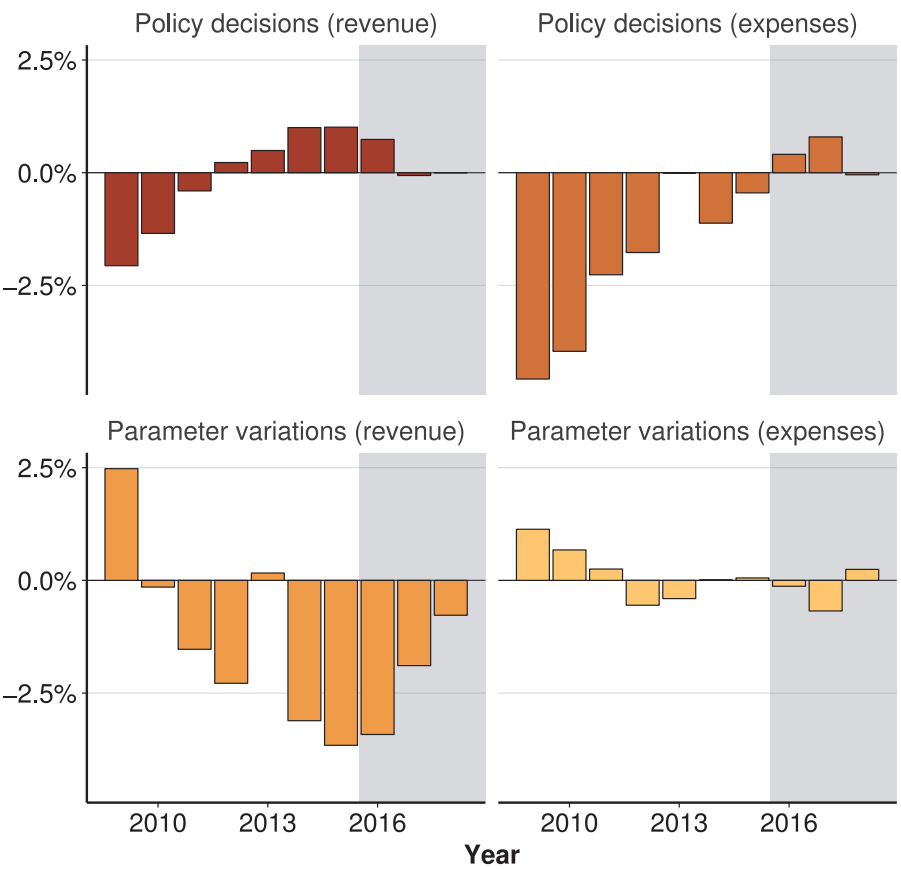 Policy decisions (revenue)
Policy decisions (expenses)
2.5%
0.0%
−2.5%
Parameter variations (revenue)
Parameter variations (expenses)
2.5%
0.0%
−2.5%
2010 2013 2016
2010 2013 2016
Year